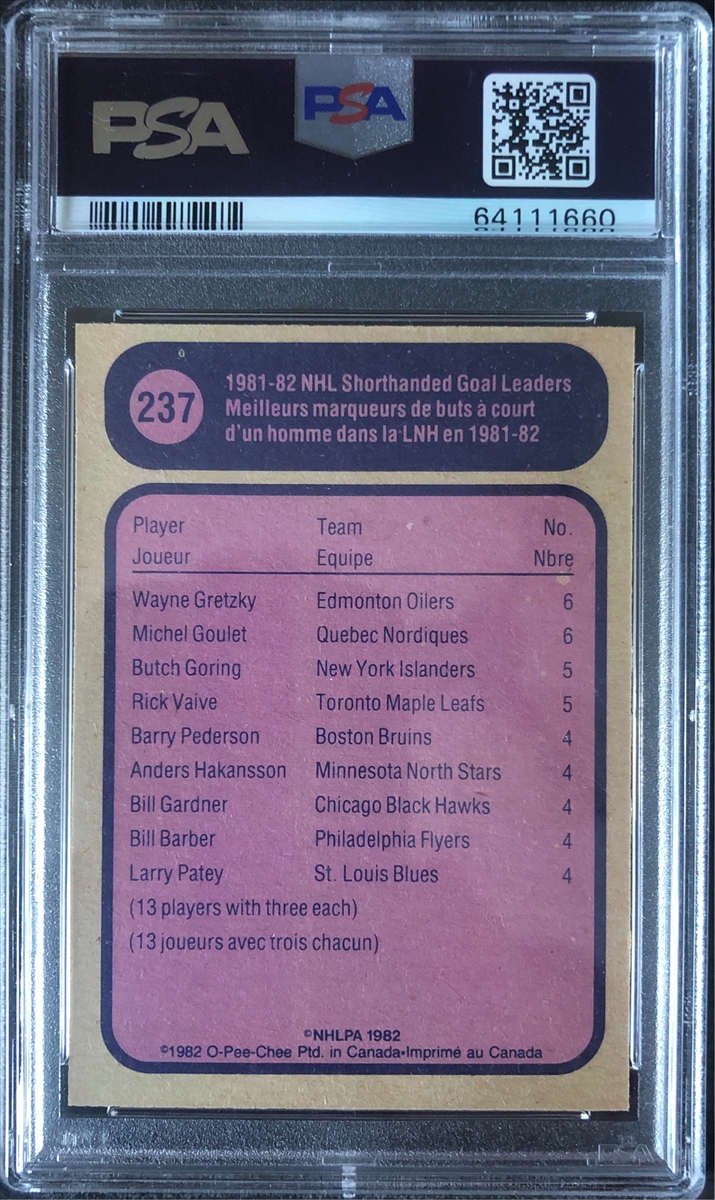 PSA PSA
64111660
237
1981-82 NHL Shorthanded Goal Leaders
Meilleurs marqueurs de buts à court
d'un homme dans la LNH en 1981-82
Player Team No.
Joueur Equipe Nbre
Wayne Gretzky Edmonton Oilers 6
Michel Goulet Quebec Nordiques 6
Butch Goring New York Islanders 5
Rick Vaive Toronto Maple Leafs 5
Barry Pederson Boston Bruins 4
Anders Hakansson Minnesota North Stars 4
Bill Gardner Chicago Black Hawks 4
Bill Barber Philadelphia Flyers 4
Larry Patey St. Louis Blues 4
(13 players with three each)
(13 joueurs avec trois chacun)
©NHLPA 1982
©1982 O-Pee-Chee Ptd. in Canada•Imprimé au Canada
PSA